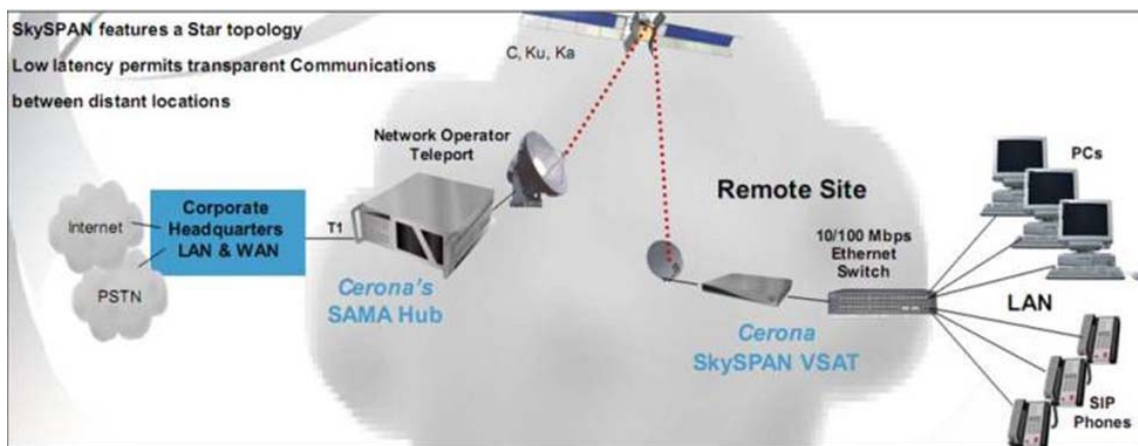 SkySPAN features a Star topology
Low latency permits transparent Communications
between distant locations
C, Ku, Ka
Network Operator
Teleport
Internet
PSTN
Corporate
Headquarters
LAN & WAN
T1
Cerona's
SAMA Hub
Remote Site
10/100 Mbps
Ethernet
Switch
Cerona
SkySPAN VSAT
PCs
LAN
SIP
Phones